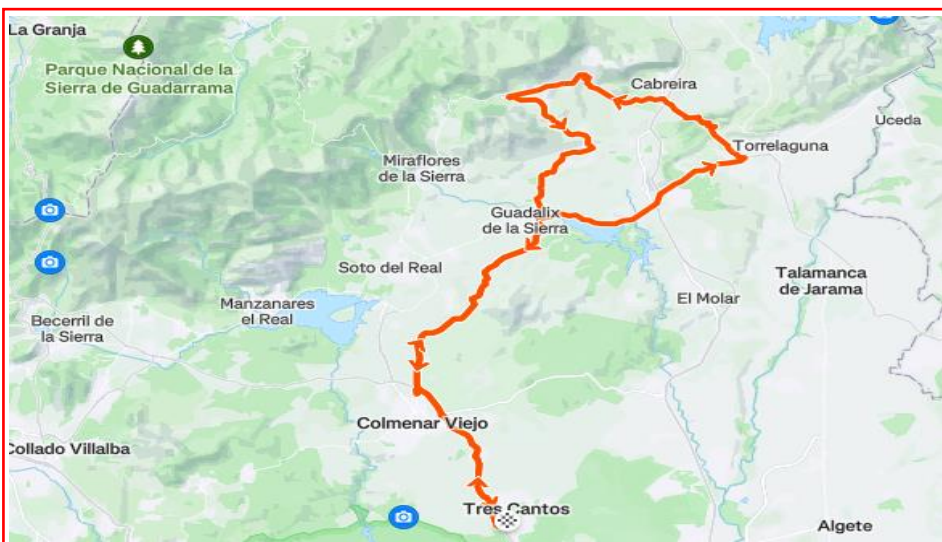 La Granja
Parque Nacional de la
Sierra de Guadarrama
Cabreira
Uceda
Torrelaguna
Miraflores
de la Sierra
Guadalix
de la Sierra
Soto del Real
Talamanca
de Jarama
Manzanares
el Real
El Molar
Becerril de
la Sierra
Colmenar Viejo
Collado Villalba
Tres Cantos
Algete